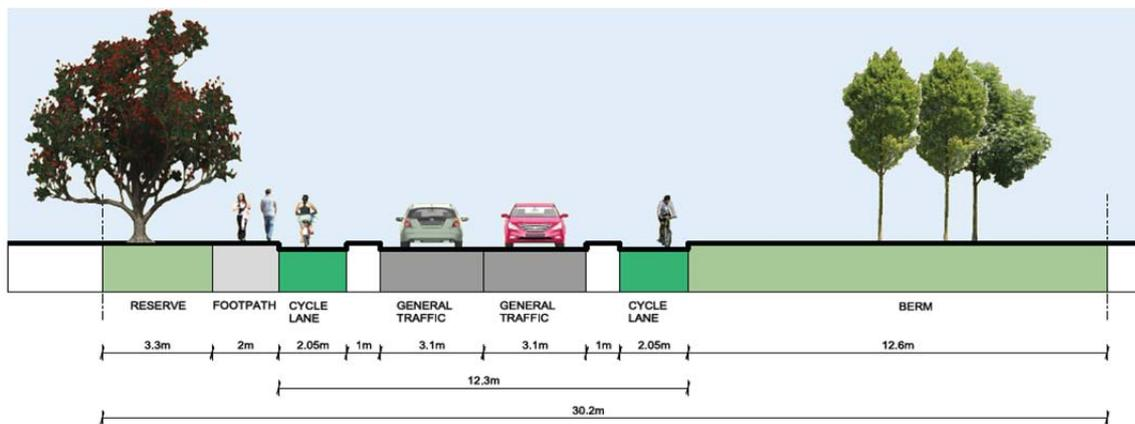 RESERVE
FOOTPATH
CYCLE
LANE
GENERAL
TRAFFIC
GENERAL
TRAFFIC
CYCLE
LANE
BERM
3.3m
2m
2.05m
1m
3.1m
3.1m
1m
2.05m
12.6m
12.3m
30.2m